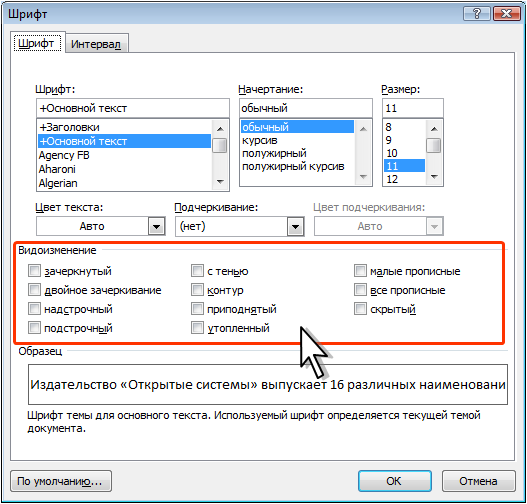 Шрифт
Шрифт Интервал
Шрифт: Начертание: Размер:
+Основной текст обычный 11
+Заголовки обычный 8
+Основной текст курсив 9
Agency FB полужирный 10
Aharoni полужирный курсив 11
Algerian 12
Цвет текста: Подчеркивание: Цвет подчеркивания:
Авто (нет) Авто
Видоизменение
зачеркнутый с тенью малые прописные
двойное зачеркивание контур все прописные
надстрочный приподнятый скрытый
подстрочный утопленный
Образец
Издательство «Открытые системы» выпускает 16 различных наименовани
Шрифт темы для основного текста. Используемый шрифт определяется текущей темой
документа.
По умолчанию... ОК Отмена